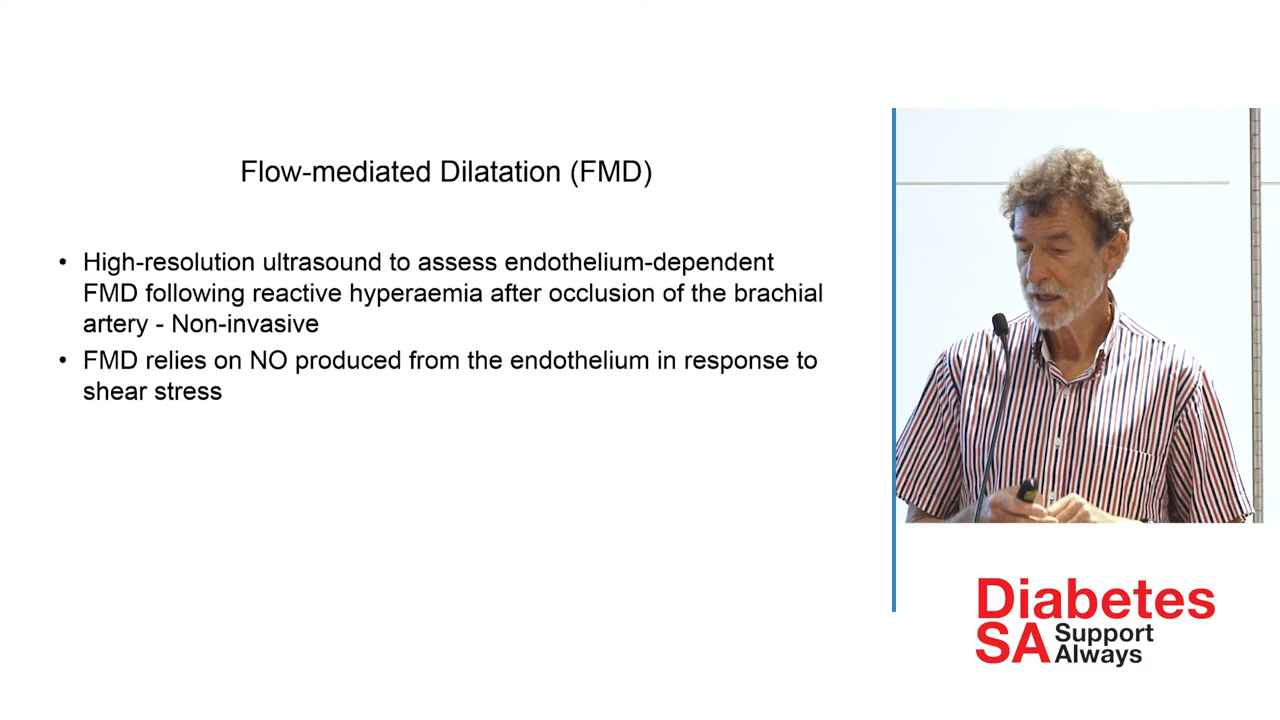 Flow-mediated Dilatation (FMD)
• High-resolution ultrasound to assess endothelium-dependent
FMD following reactive hyperaemia after occlusion of the brachial
artery - Non-invasive
• FMD relies on NO produced from the endothelium in response to
shear stress
Diabetes
SA Support
Always